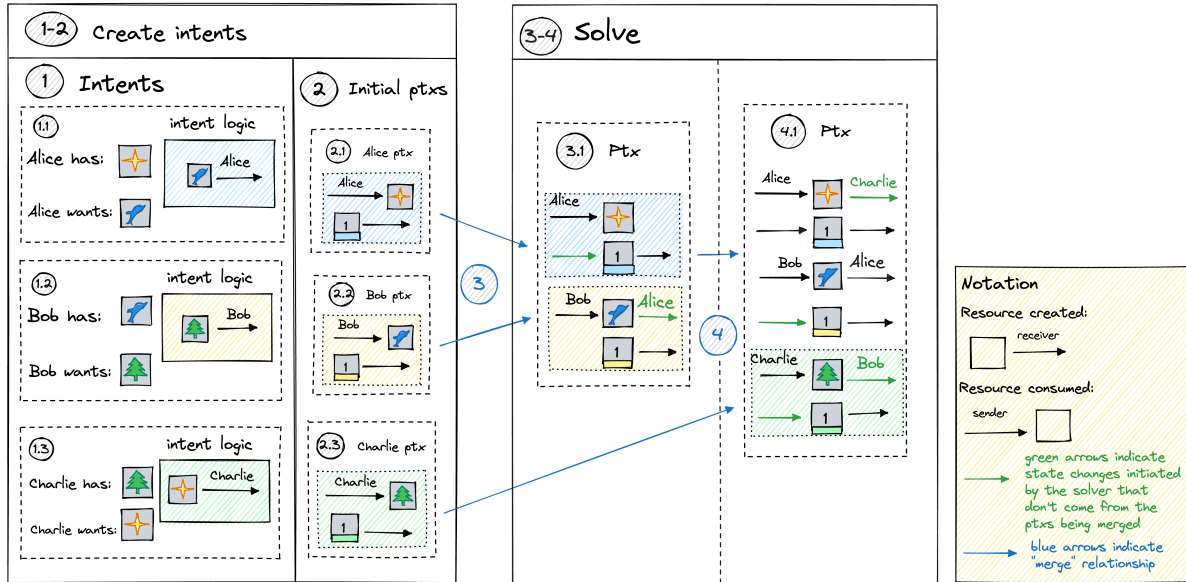 1-2 Create intents
1 Intents
1.1
intent logic
Alice has:
Alice
Alice wants:
1.2
intent logic
Bob has:
Bob
Bob wants:
1.3
intent logic
Charlie has:
Charlie
Charlie wants:
2 Initial ptxs
2.1 Alice ptx
Alice
1
2.2 Bob ptx
Bob
1
2.3 Charlie ptx
Charlie
1
3
3-4 Solve
3.1 Ptx
Alice
1
Bob Alice
1
4
4.1 Ptx
Alice Charlie
1
Bob Alice
1
Charlie Bob
1
Notation
Resource created:
receiver
Resource consumed:
sender
green arrows indicate
state changes initiated
by the solver that
don't come from the
ptxs being merged
blue arrows indicate
"merge" relationship